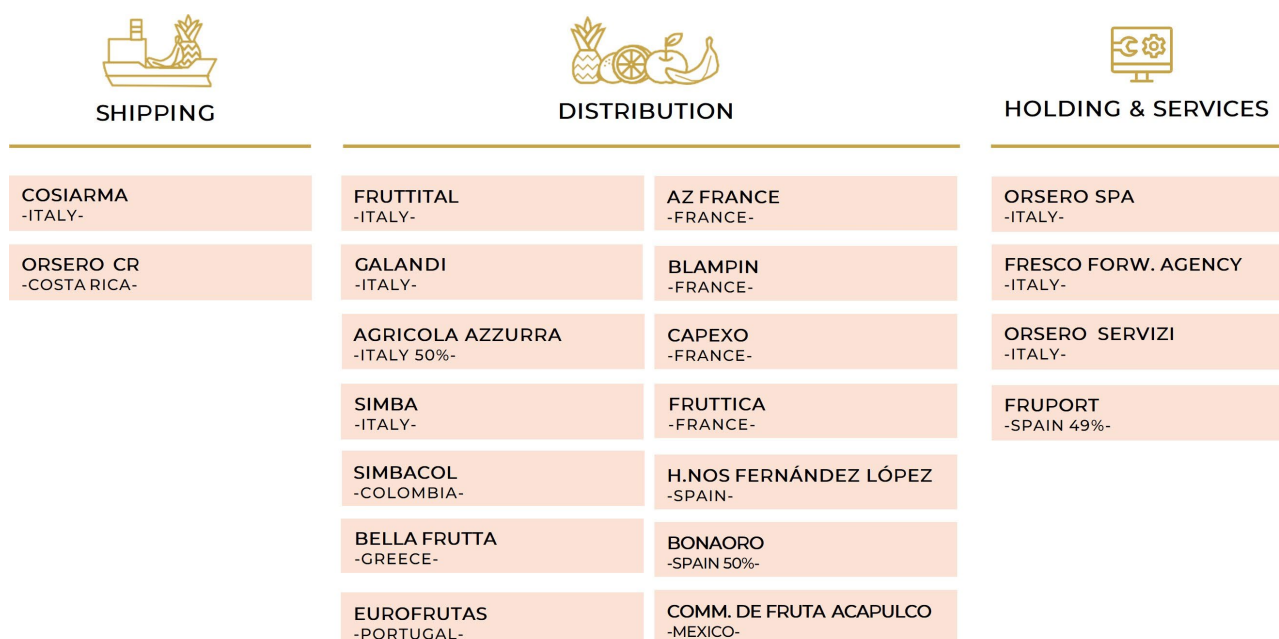 SHIPPING
COSIARMA
-ITALY-
ORSERO CR
-COSTA RICA-
DISTRIBUTION
FRUTTITAL
-ITALY-
GALANDI
-ITALY-
AGRICOLA AZZURRA
-ITALY 50%-
SIMBA
-ITALY-
SIMBACOL
-COLOMBIA-
BELLA FRUTTA
-GREECE-
EUROFRUTAS
-PORTUGAL-
AZ FRANCE
-FRANCE-
BLAMPIN
-FRANCE-
CAPEXO
-FRANCE-
FRUTTICA
-FRANCE-
H.NOS FERNÁNDEZ LÓPEZ
-SPAIN-
BONAORO
-SPAIN 50%-
COMM. DE FRUTA ACAPULCO
-MEXICO-
HOLDING & SERVICES
ORSERO SPA
-ITALY-
FRESCO FORW. AGENCY
-ITALY-
ORSERO SERVIZI
-ITALY-
FRUPORT
-SPAIN 49%-